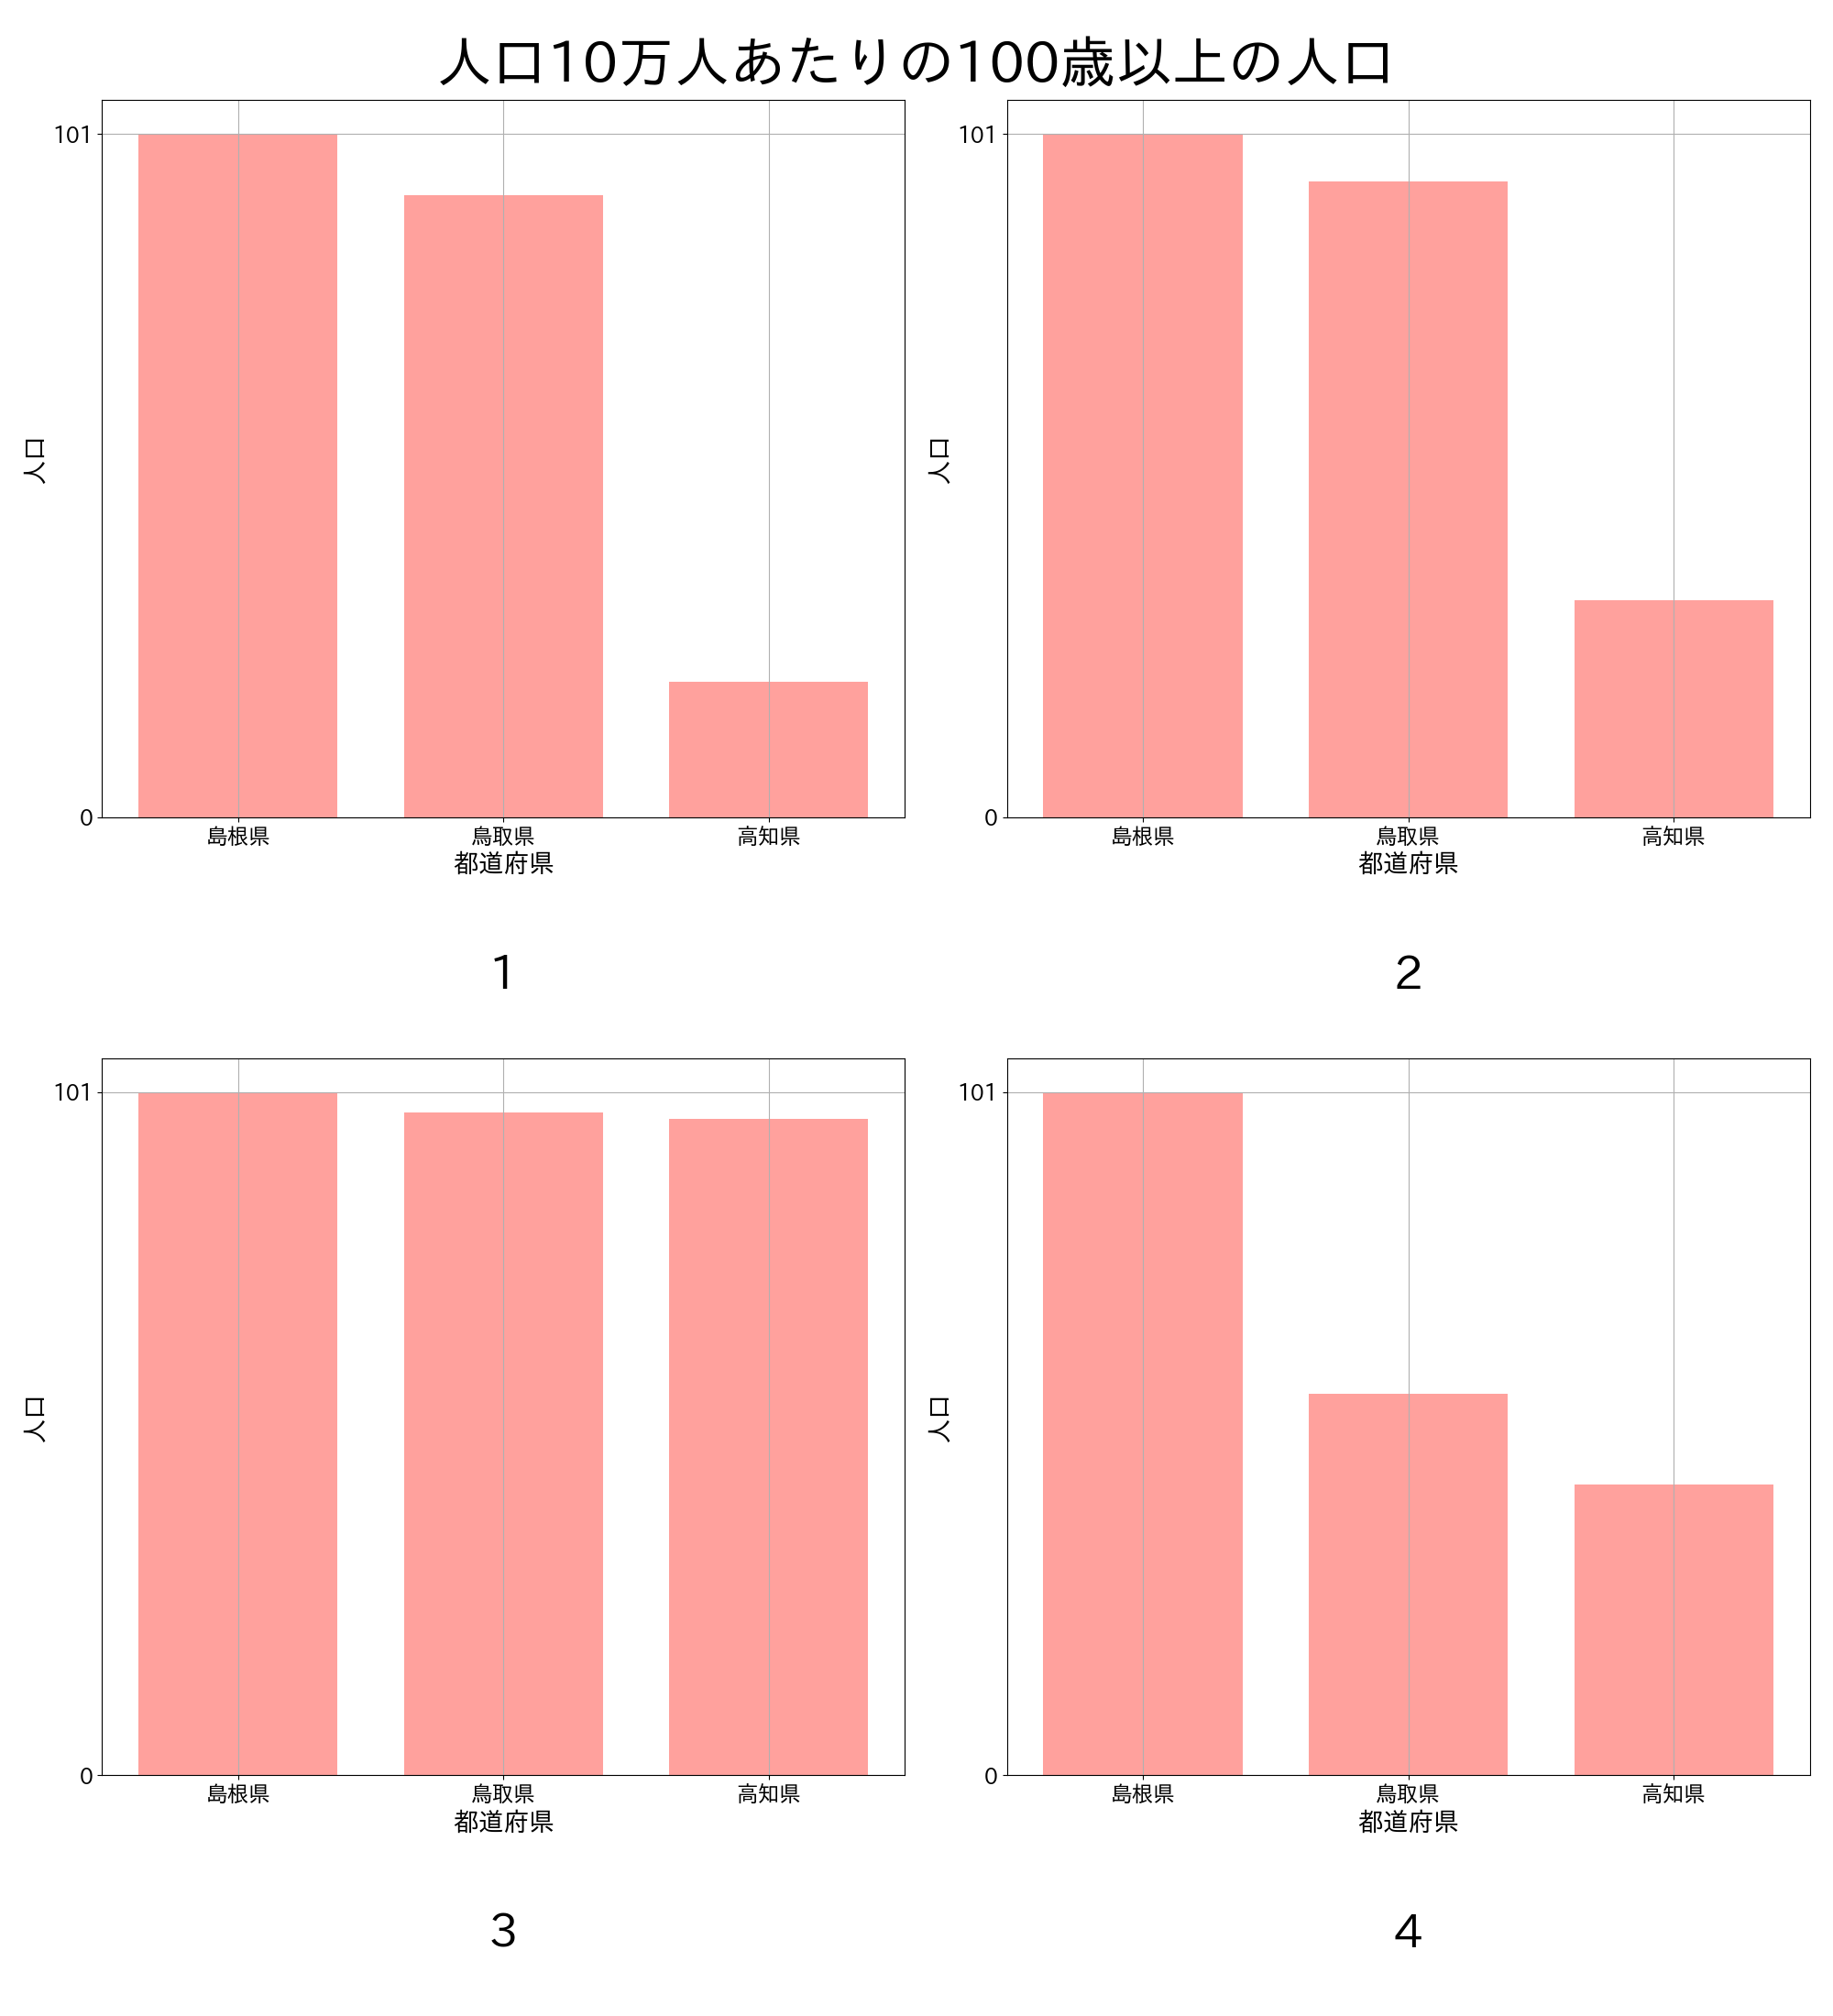 人口10万人あたりの100歳以上の人口
101
0
人口
島根県 鳥取県 高知県
都道府県
1
101
0
人口
島根県 鳥取県 高知県
都道府県
2
101
0
人口
島根県 鳥取県 高知県
都道府県
3
101
0
人口
島根県 鳥取県 高知県
都道府県
4